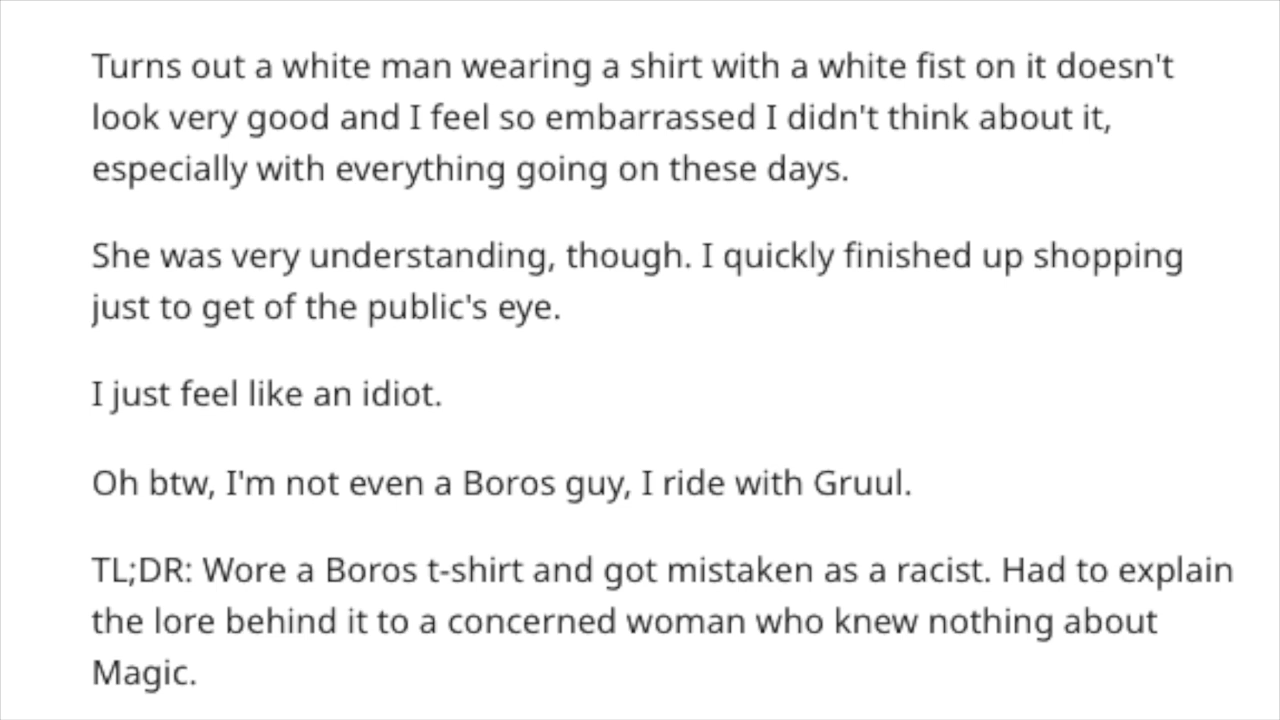 Turns out a white man wearing a shirt with a white fist on it doesn't
look very good and I feel so embarrassed I didn't think about it,
especially with everything going on these days.
She was very understanding, though. I quickly finished up shopping
just to get of the public's eye.
I just feel like an idiot.
Oh btw, I'm not even a Boros guy, I ride with Gruul.
TL;DR: Wore a Boros t-shirt and got mistaken as a racist. Had to explain
the lore behind it to a concerned woman who knew nothing about
Magic.